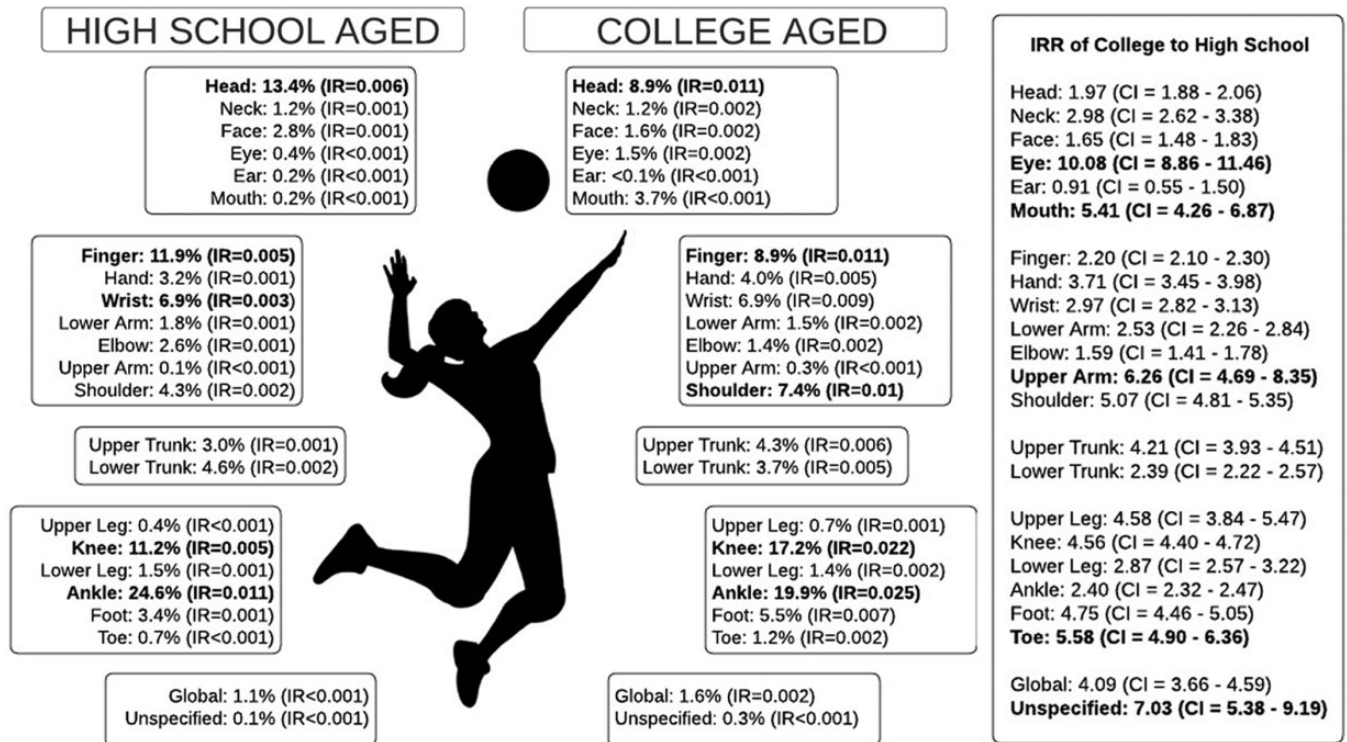 HIGH SCHOOL AGED
COLLEGE AGED
Head: 13.4% (IR=0.006)
Neck: 1.2% (IR=0.001)
Face: 2.8% (IR=0.001)
Eye: 0.4% (IR<0.001)
Ear: 0.2% (IR<0.001)
Mouth: 0.2% (IR<0.001)
Head: 8.9% (IR=0.011)
Neck: 1.2% (IR=0.002)
Face: 1.6% (IR=0.002)
Eye: 1.5% (IR=0.002)
Ear: <0.1% (IR<0.001)
Mouth: 3.7% (IR<0.001)
Finger: 11.9% (IR=0.005)
Hand: 3.2% (IR=0.001)
Wrist: 6.9% (IR=0.003)
Lower Arm: 1.8% (IR=0.001)
Elbow: 2.6% (IR=0.001)
Upper Arm: 0.1% (IR<0.001)
Shoulder: 4.3% (IR=0.002)
Finger: 8.9% (IR=0.011)
Hand: 4.0% (IR=0.005)
Wrist: 6.9% (IR=0.009)
Lower Arm: 1.5% (IR=0.002)
Elbow: 1.4% (IR=0.002)
Upper Arm: 0.3% (IR<0.001)
Shoulder: 7.4% (IR=0.01)
Upper Trunk: 3.0% (IR=0.001)
Lower Trunk: 4.6% (IR=0.002)
Upper Trunk: 4.3% (IR=0.006)
Lower Trunk: 3.7% (IR=0.005)
Upper Leg: 0.4% (IR<0.001)
Knee: 11.2% (IR=0.005)
Lower Leg: 1.5% (IR=0.001)
Ankle: 24.6% (IR=0.011)
Foot: 3.4% (IR=0.001)
Toe: 0.7% (IR<0.001)
Upper Leg: 0.7% (IR=0.001)
Knee: 17.2% (IR=0.022)
Lower Leg: 1.4% (IR=0.002)
Ankle: 19.9% (IR=0.025)
Foot: 5.5% (IR=0.007)
Toe: 1.2% (IR=0.002)
Global: 1.1% (IR<0.001)
Unspecified: 0.1% (IR<0.001)
Global: 1.6% (IR=0.002)
Unspecified: 0.3% (IR<0.001)
IRR of College to High School
Head: 1.97 (CI = 1.88 - 2.06)
Neck: 2.98 (CI = 2.62 - 3.38)
Face: 1.65 (CI = 1.48 - 1.83)
Eye: 10.08 (CI = 8.86 - 11.46)
Ear: 0.91 (CI = 0.55 - 1.50)
Mouth: 5.41 (CI = 4.26 - 6.87)
Finger: 2.20 (CI = 2.10 - 2.30)
Hand: 3.71 (CI = 3.45 - 3.98)
Wrist: 2.97 (CI = 2.82 - 3.13)
Lower Arm: 2.53 (CI = 2.26 - 2.84)
Elbow: 1.59 (CI = 1.41 - 1.78)
Upper Arm: 6.26 (CI = 4.69 - 8.35)
Shoulder: 5.07 (CI = 4.81 - 5.35)
Upper Trunk: 4.21 (CI = 3.93 - 4.51)
Lower Trunk: 2.39 (CI = 2.22 - 2.57)
Upper Leg: 4.58 (CI = 3.84 - 5.47)
Knee: 4.56 (CI = 4.40 - 4.72)
Lower Leg: 2.87 (CI = 2.57 - 3.22)
Ankle: 2.40 (CI = 2.32 - 2.47)
Foot: 4.75 (CI = 4.46 - 5.05)
Toe: 5.58 (CI = 4.90 - 6.36)
Global: 4.09 (CI = 3.66 - 4.59)
Unspecified: 7.03 (CI = 5.38 - 9.19)